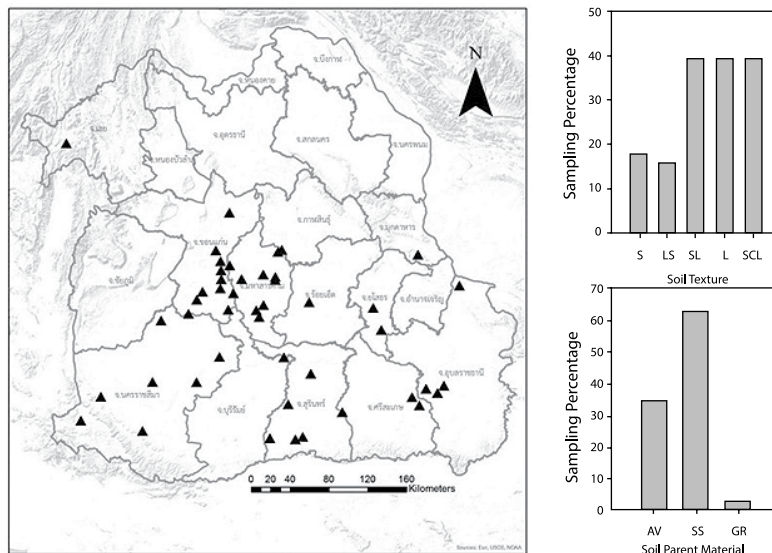 N
จ.บึงกาฬ
จ.หนองคาย
จ.เลย
จ.อุดรธานี
จ.สกลนคร
จ.นครพนม
จ.หนองบัวลำภู
จ.กาฬสินธุ์
จ.มุกดาหาร
จ.ขอนแก่น
จ.ชัยภูมิ
จ.มหาสารคาม
จ.ร้อยเอ็ด
จ.ยโสธร
จ.อำนาจเจริญ
จ.อุบลราชธานี
จ.นครราชสีมา
จ.บุรีรัมย์
จ.สุรินทร์
จ.ศรีสะเกษ
0 20 40 80 120 160
Kilometers
Sources: Esri, USGS, NOAA
Sampling Percentage
50
40
30
20
10
0
S LS SL L SCL
Soil Texture
Sampling Percentage
70
60
50
40
30
20
10
0
AV SS GR
Soil Parent Material